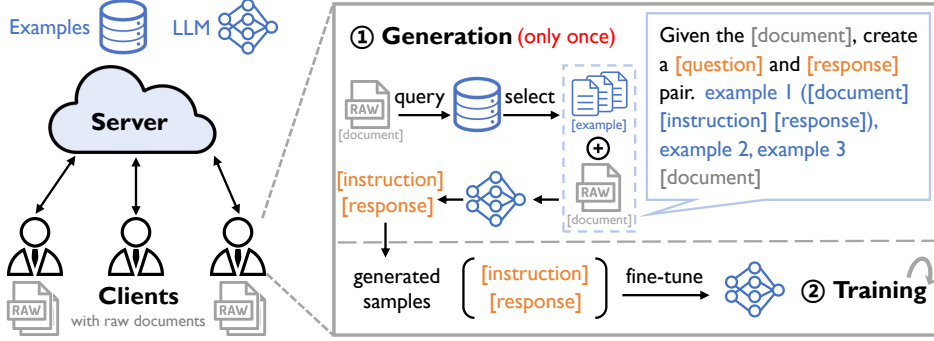 Examples
LLM
Server
Clients
with raw documents
RAW
RAW
① Generation (only once)
RAW
[document]
query
select
[example]
RAW
[document]
[instruction]
[response]
Given the [document], create
a [question] and [response]
pair. example 1 ([document]
[instruction] [response]),
example 2, example 3
[document]
generated
samples
[instruction]
[response]
fine-tune
② Training